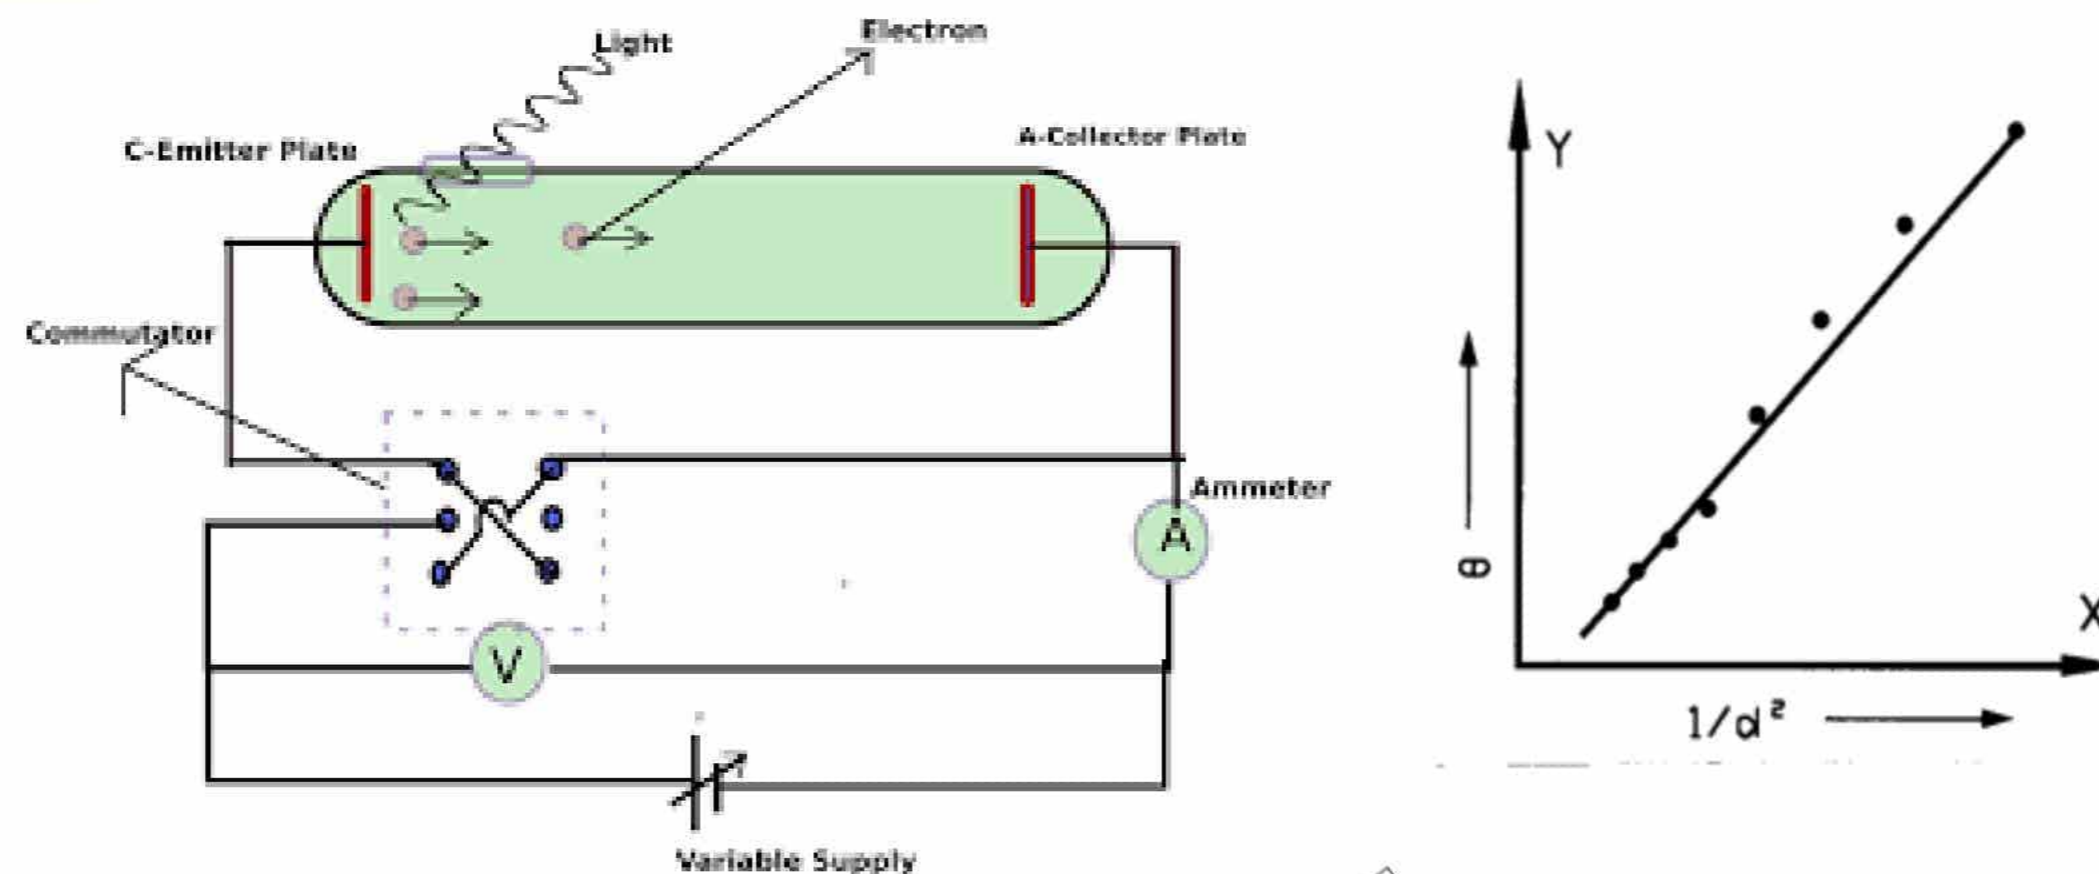 Light
Electron
C-Emitter Plate
A-Collector Plate
Commutator
Ammeter
A
V
Variable Supply
Y
θ
X
1/d²